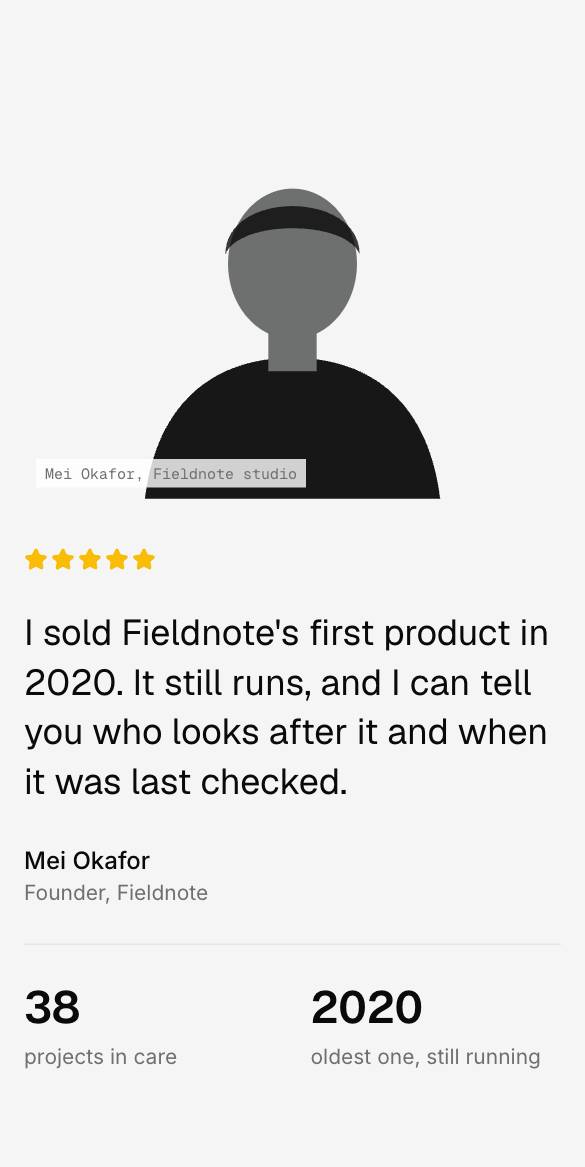 Mei Okafor, Fieldnote studio
I sold Fieldnote's first product in
2020. It still runs, and I can tell
you who looks after it and when
it was last checked.
Mei Okafor
Founder, Fieldnote
38
projects in care
2020
oldest one, still running